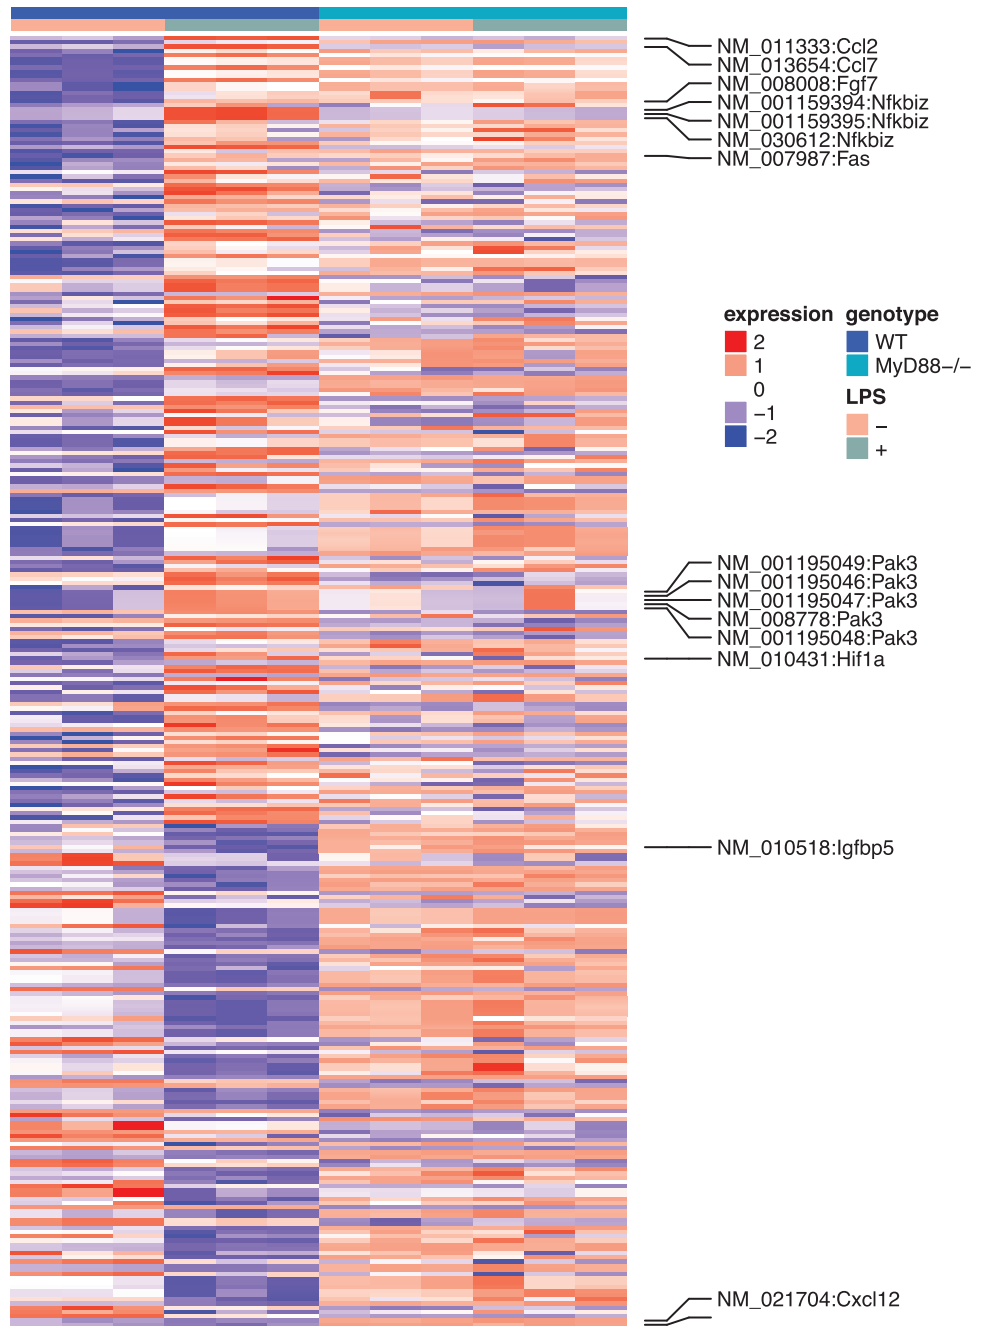 NM_011333:Ccl2
NM_013654:Ccl7
NM_008008:Fgf7
NM_001159394:Nfkbiz
NM_001159395:Nfkbiz
NM_030612:Nfkbiz
NM_007987:Fas
expression
2
1
0
−1
−2
genotype
WT
MyD88−/−
LPS
−
+
NM_001195049:Pak3
NM_001195046:Pak3
NM_001195047:Pak3
NM_008778:Pak3
NM_001195048:Pak3
NM_010431:Hif1a
NM_010518:Igfbp5
NM_021704:Cxcl12